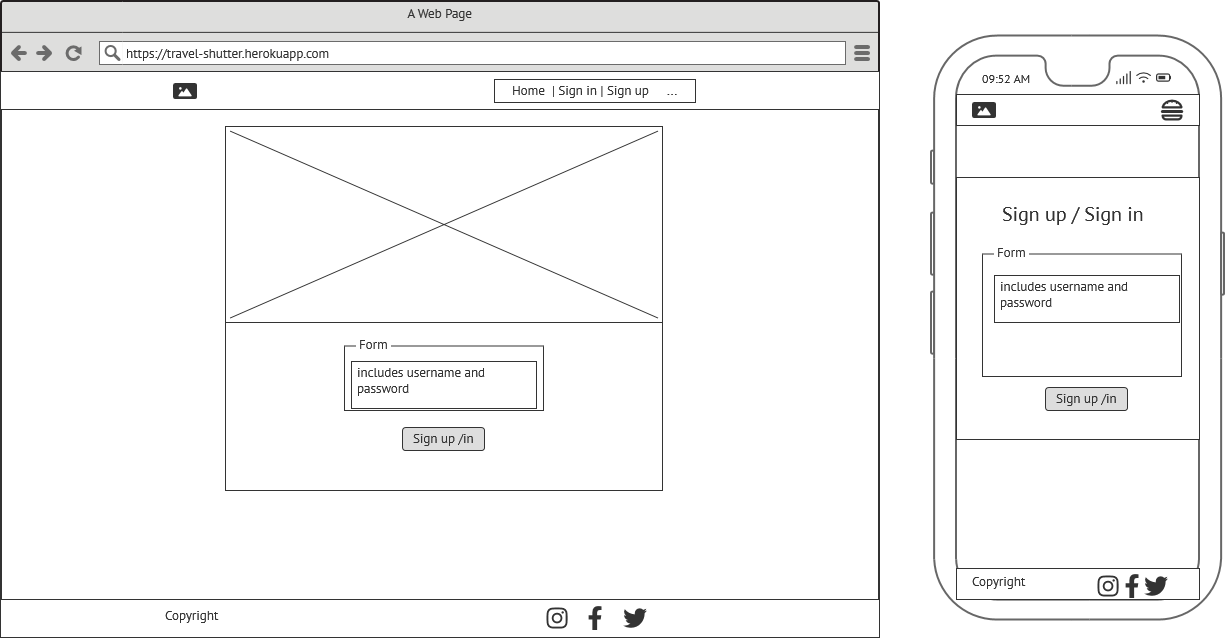 A Web Page
https://travel-shutter.herokuapp.com
Home | Sign in | Sign up ...
Form
includes username and
password
Sign up /in
Copyright
09:52 AM
Sign up / Sign in
Form
includes username and
password
Sign up /in
Copyright